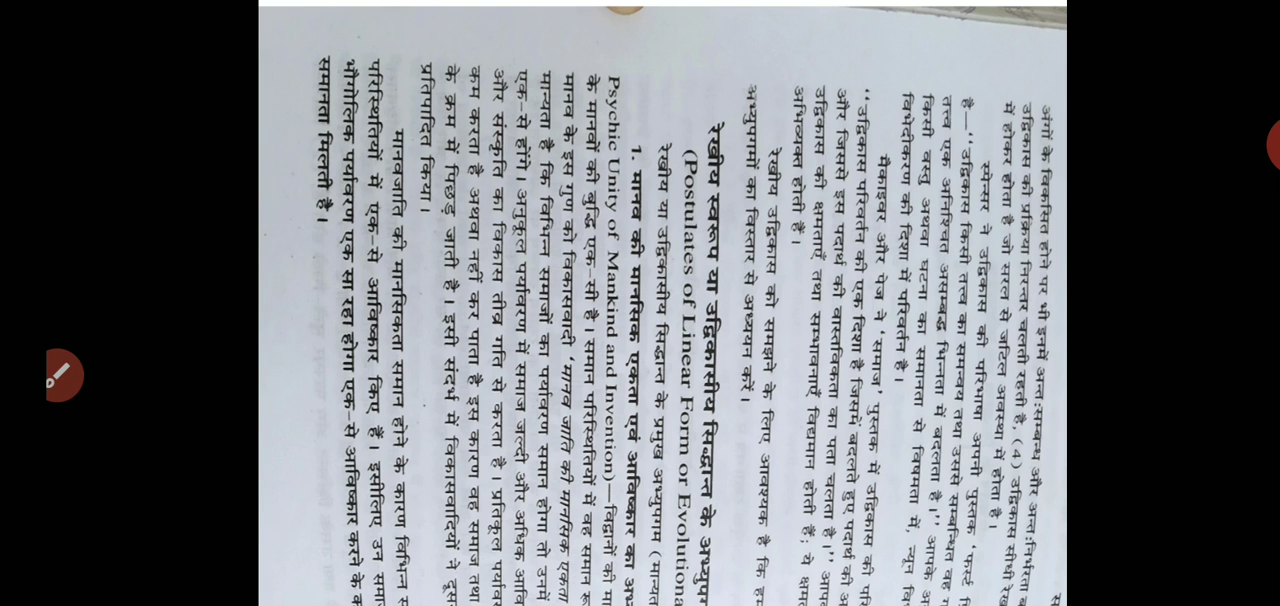 अंगों के विकसित होने पर भी इनमें अन्तःसम्बन्ध और अन्तःनिर्भरता
उद्विकास की प्रक्रिया निरन्तर चलती रहती है, (4) उद्विकास सीधी
में होकर होता है जो सरल से जटिल अवस्था में होता है।
स्पेन्सर ने उद्विकास की परिभाषा अपनी पुस्तक ‘फर्स्ट
है—‘‘उद्विकास किसी तत्त्व का समन्वय तथा उससे सम्बन्धित वह
तत्त्व एक अनिश्चित असम्बद्ध भिन्नता में बदलता है।’’ आपके
किसी वस्तु अथवा घटना का समानता से विषमता में, न्यून
विभेदीकरण की दिशा में परिवर्तन है।
मैकाइवर और पेज ने ‘समाज’ पुस्तक में उद्विकास की
‘‘उद्विकास परिवर्तन की एक दिशा है जिसमें बदलते हुए पदार्थ की
और जिससे इस पदार्थ की वास्तविकता का पता चलता है।’’
उद्विकास की क्षमताएँ तथा सम्भावनाएँ विद्यमान होती हैं; ये
अभिव्यक्त होती हैं।
रेखीय उद्विकास को समझने के लिए आवश्यक है कि
अभ्युपगमों का विस्तार से अध्ययन करें।
रेखीय स्वरूप या उद्विकासीय सिद्धान्त के
(Postulates of Linear Form or
रेखीय या उद्विकासीय सिद्धान्त के प्रमुख अभ्युपगम
1. मानव की मानसिक एकता एवं आविष्कार का
Psychic Unity of Mankind and Invention)—विद्वानों की
के मानवों की बुद्धि एक-सी है। समान परिस्थितियों में वह समान
मानव के इस गुण को विकासवादी ‘मानव जाति की मानसिक एकता
मान्यता है कि विभिन्न समाजों का पर्यावरण समान होगा तो उनमें
एक-से होंगे। अनुकूल पर्यावरण में समाज जल्दी और अधिक
और संस्कृति का विकास तीव्र गति से करता है। प्रतिकूल
कम करता है अथवा नहीं कर पाता है इस कारण वह समाज तथा
के क्रम में पिछड़ जाती है। इसी संदर्भ में विकासवादियों ने
प्रतिपादित किया।
मानवजाति की मानसिकता समान होने के कारण विभिन्न
परिस्थितियों में एक-से आविष्कार किए हैं। इसीलिए उन
भौगोलिक पर्यावरण एक सा रहा होगा एक-से आविष्कार करने के
समानता मिलती है।